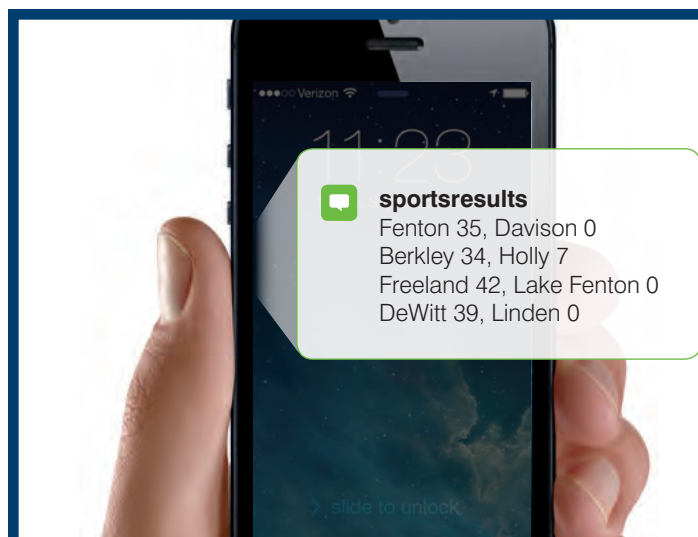 Verizon
11:23
sportsresults
Fenton 35, Davison 0
Berkley 34, Holly 7
Freeland 42, Lake Fenton 0
DeWitt 39, Linden 0
> slide to unlock